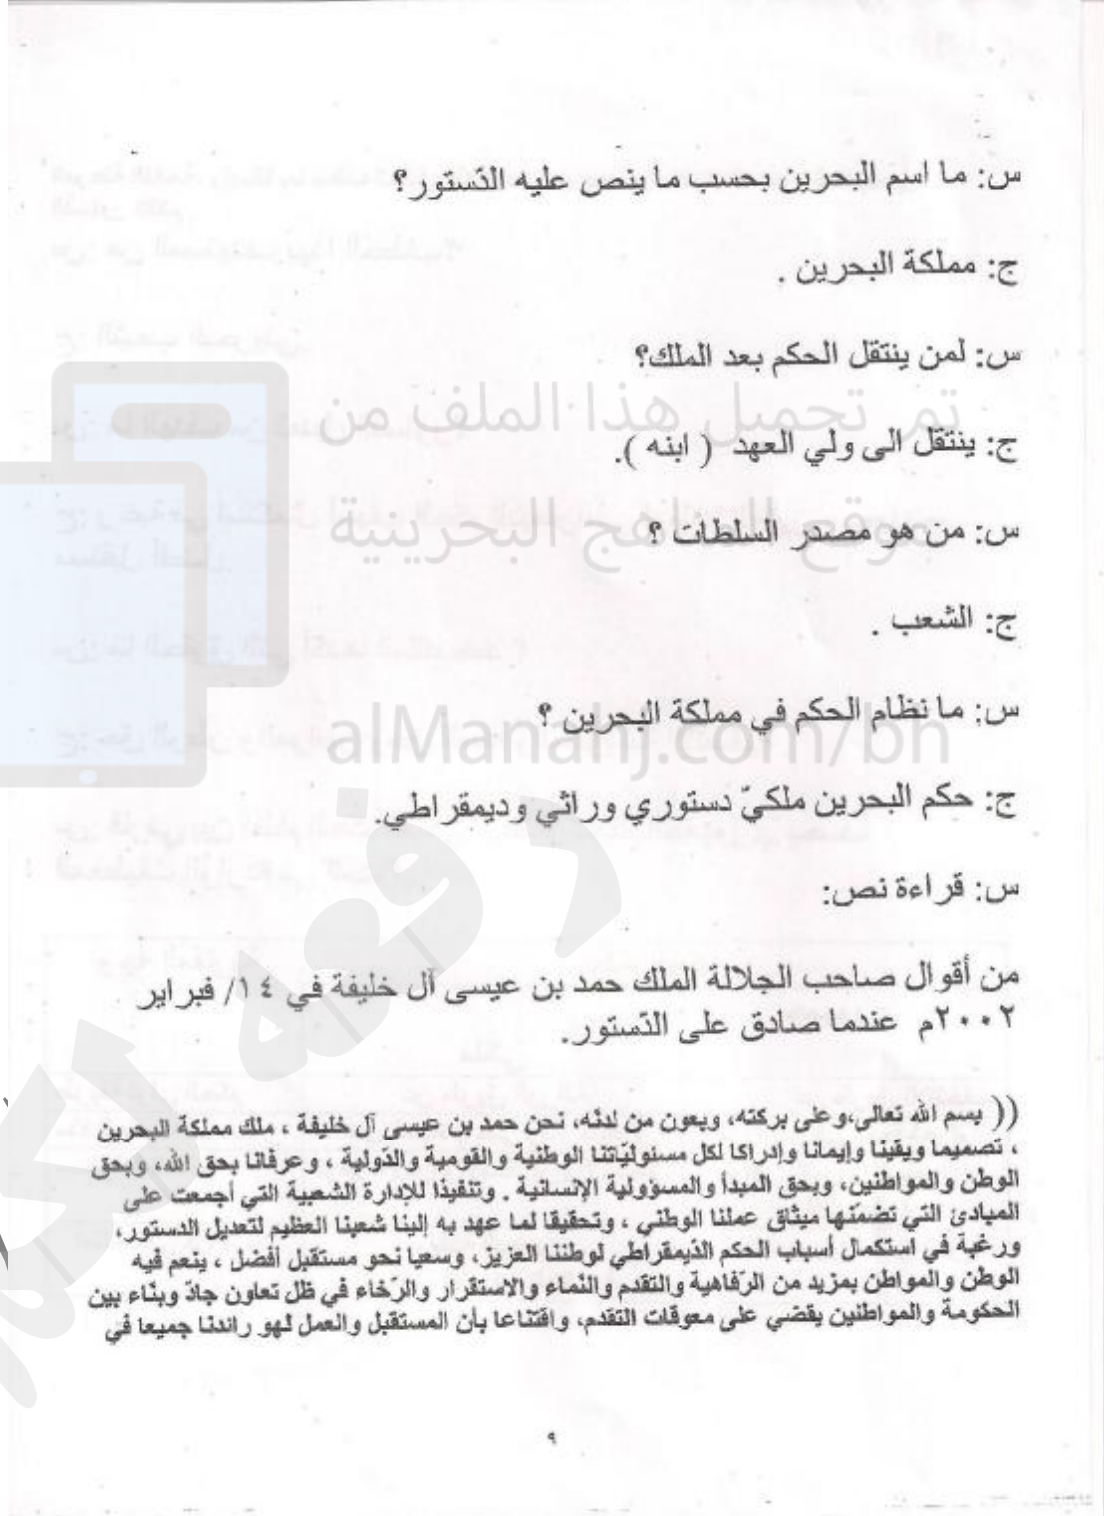 س: ما اسم البحرين بحسب ما ينص عليه الدّستور؟
ج: مملكة البحرين .
س: لمن ينتقل الحكم بعد الملك؟
تم تحميل هذا الملف من
ج: ينتقل الى ولي العهد ( ابنه ).
س: من هو مصدر السلطات ؟
موقع المناهج البحرينية
ج: الشعب .
س: ما نظام الحكم في مملكة البحرين ؟
alManahj.com/bh
ج: حكم البحرين ملكيّ دستوري وراثي وديمقراطي.
س: قراءة نص:
من أقوال صاحب الجلالة الملك حمد بن عيسى آل خليفة في ١٤/ فبراير
٢٠٠٢م عندما صادق على الدّستور.
(( بسم الله تعالى،وعلى بركته، وبعون من لدنّه، نحن حمد بن عيسى آل خليفة ، ملك مملكة البحرين
، تصميما ويقينا وإيمانا وإدراكا لكل مسئوليّاتنا الوطنية والقومية والدّولية ، وعرفانا بحق الله، وبحق
الوطن والمواطنين، وبحق المبدأ والمسؤولية الإنسانية . وتنفيذا للإدارة الشعبية التي أجمعت على
المبادئ التي تضمّنها ميثاق عملنا الوطني ، وتحقيقا لما عهد به إلينا شعبنا العظيم لتعديل الدستور،
ورغبة في استكمال أسباب الحكم الدّيمقراطي لوطننا العزيز، وسعيا نحو مستقبل أفضل ، ينعم فيه
الوطن والمواطن بمزيد من الرّفاهية والتقدم والنّماء والاستقرار والرّخاء في ظل تعاون جادّ وبنّاء بين
الحكومة والمواطنين يقضي على معوقات التقدم، واقتناعا بأن المستقبل والعمل لهو رائدنا جميعا في
٩